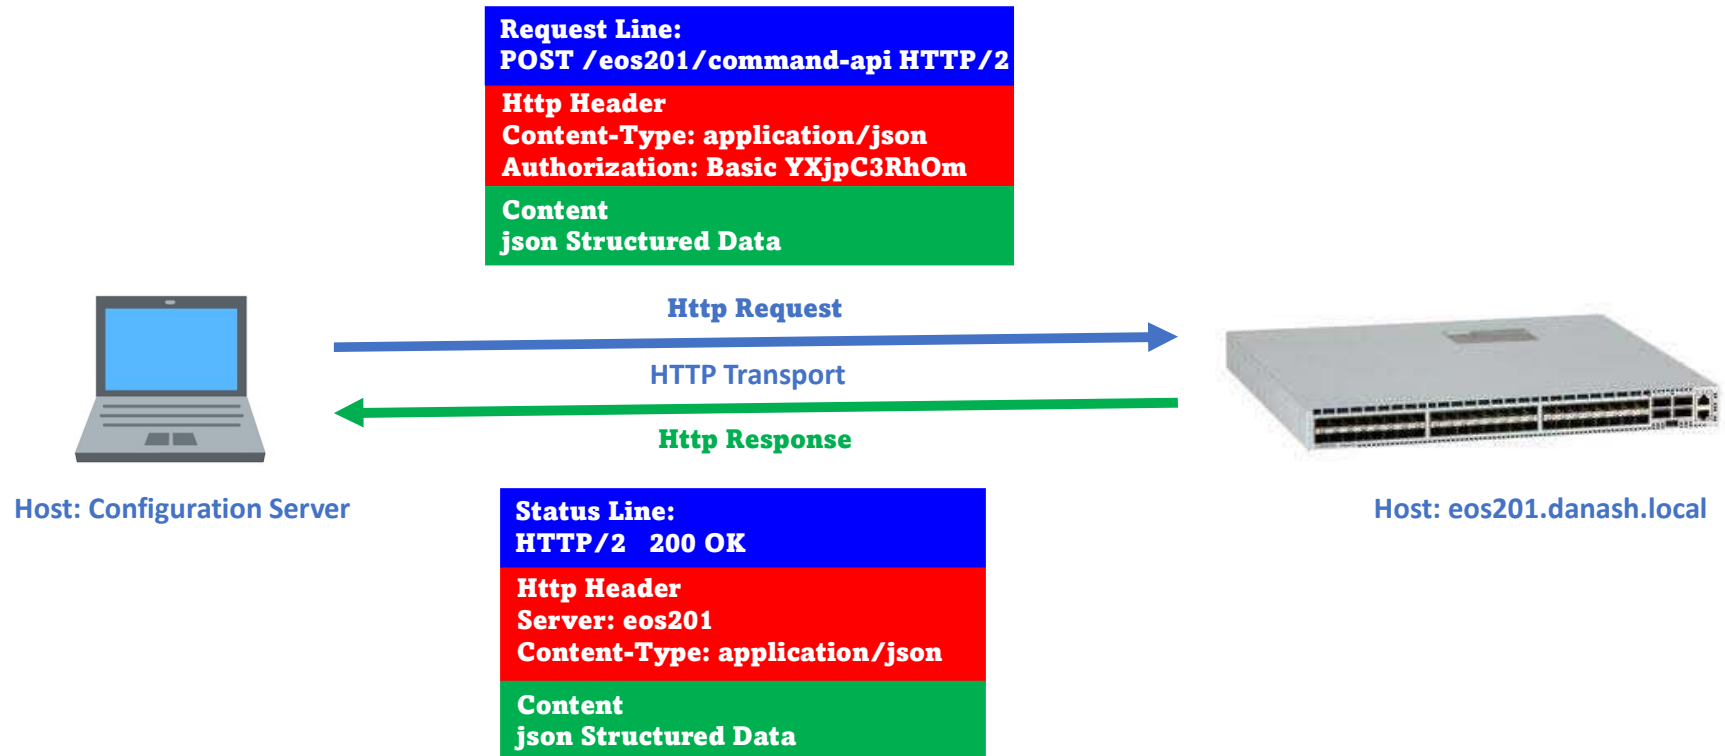 Request Line:
POST /eos201/command-api HTTP/2
Http Header
Content-Type: application/json
Authorization: Basic YXjpC3RhOm
Content
json Structured Data
Http Request
HTTP Transport
Http Response
Host: Configuration Server
Host: eos201.danash.local
Status Line:
HTTP/2 200 OK
Http Header
Server: eos201
Content-Type: application/json
Content
json Structured Data